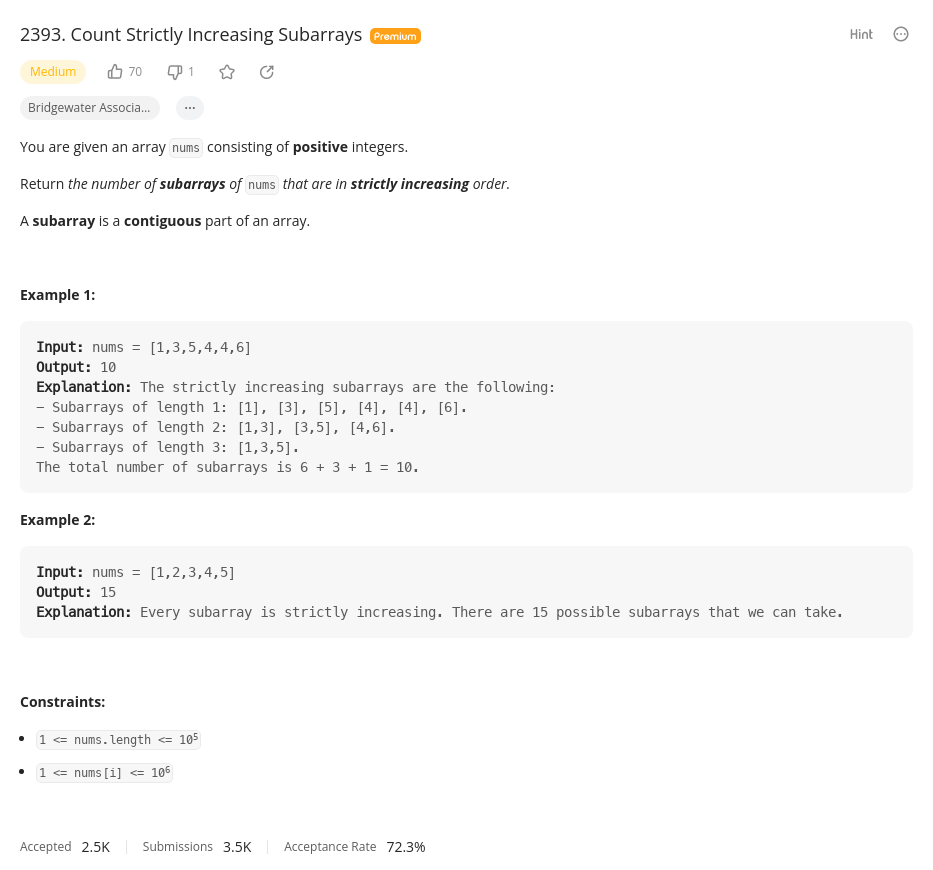 2393. Count Strictly Increasing Subarrays Premium Hint
Medium 70 1
Bridgewater Associa... ...
You are given an array nums consisting of positive integers.
Return the number of subarrays of nums that are in strictly increasing order.
A subarray is a contiguous part of an array.
Example 1:
Input: nums = [1,3,5,4,4,6]
Output: 10
Explanation: The strictly increasing subarrays are the following:
- Subarrays of length 1: [1], [3], [5], [4], [4], [6].
- Subarrays of length 2: [1,3], [3,5], [4,6].
- Subarrays of length 3: [1,3,5].
The total number of subarrays is 6 + 3 + 1 = 10.
Example 2:
Input: nums = [1,2,3,4,5]
Output: 15
Explanation: Every subarray is strictly increasing. There are 15 possible subarrays that we can take.
Constraints:
• 1 <= nums.length <= 10⁵
• 1 <= nums[i] <= 10⁶
Accepted 2.5K Submissions 3.5K Acceptance Rate 72.3%